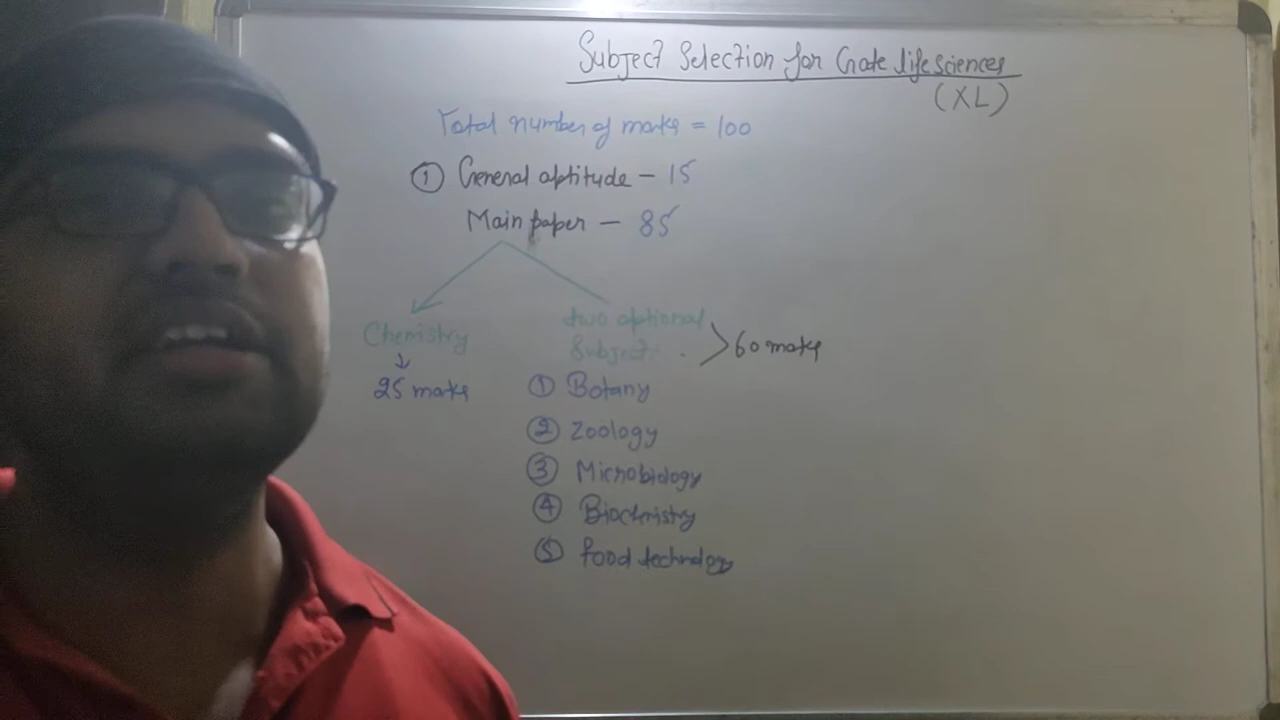 Subject Selection for Gate life sciences
(XL)
Total number of marks = 100
① General aptitude – 15
Main paper – 85
Chemistry
25 marks
two optional
Subject
60 marks
① Botany
② Zoology
③ Microbiology
④ Biochemistry
⑤ food technology